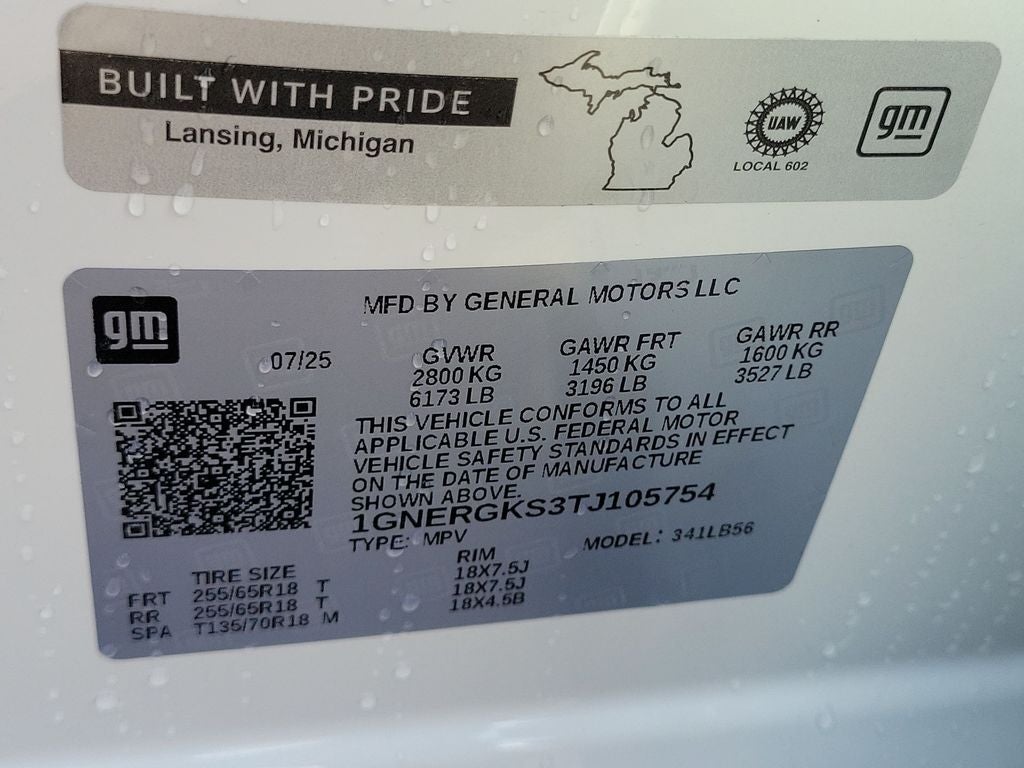 BUILT WITH PRIDE
Lansing, Michigan
UAW
LOCAL 602
gm
gm
MFD BY GENERAL MOTORS LLC
07/25
GVWR GAWR FRT GAWR RR
2800 KG 1450 KG 1600 KG
6173 LB 3196 LB 3527 LB
THIS VEHICLE CONFORMS TO ALL
APPLICABLE U.S. FEDERAL MOTOR
VEHICLE SAFETY STANDARDS IN EFFECT
ON THE DATE OF MANUFACTURE
SHOWN ABOVE.
1GNERGKS3TJ105754
TYPE: MPV MODEL: 341LB56
TIRE SIZE RIM
FRT 255/65R18 T 18X7.5J
RR 255/65R18 T 18X7.5J
SPA T135/70R18 M 18X4.5B